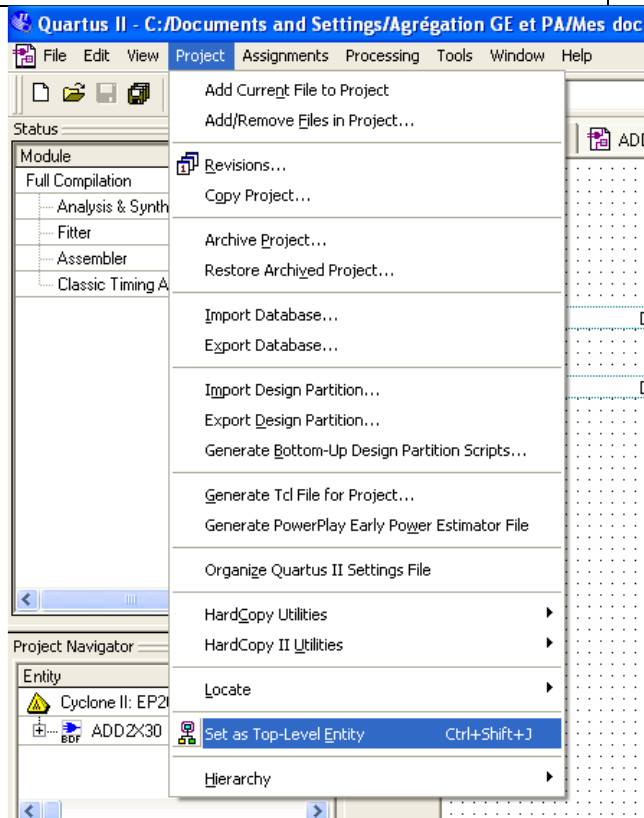 Quartus II - C:/Documents and Settings/Agrégation GE et PA/Mes doc
File Edit View Project Assignments Processing Tools Window Help
Add Current File to Project
Add/Remove Files in Project...
Status
Module
Revisions...
Full Compilation
Copy Project...
Analysis & Synth
Fitter
Archive Project...
Assembler
Restore Archived Project...
Classic Timing A
Import Database...
Export Database...
Import Design Partition...
Export Design Partition...
Generate Bottom-Up Design Partition Scripts...
Generate Tcl File for Project...
Generate PowerPlay Early Power Estimator File
Organize Quartus II Settings File
HardCopy Utilities
HardCopy II Utilities
Project Navigator
Entity
Locate
Cyclone II: EP2
ADD2X30
BDF
Set as Top-Level Entity Ctrl+Shift+J
Hierarchy